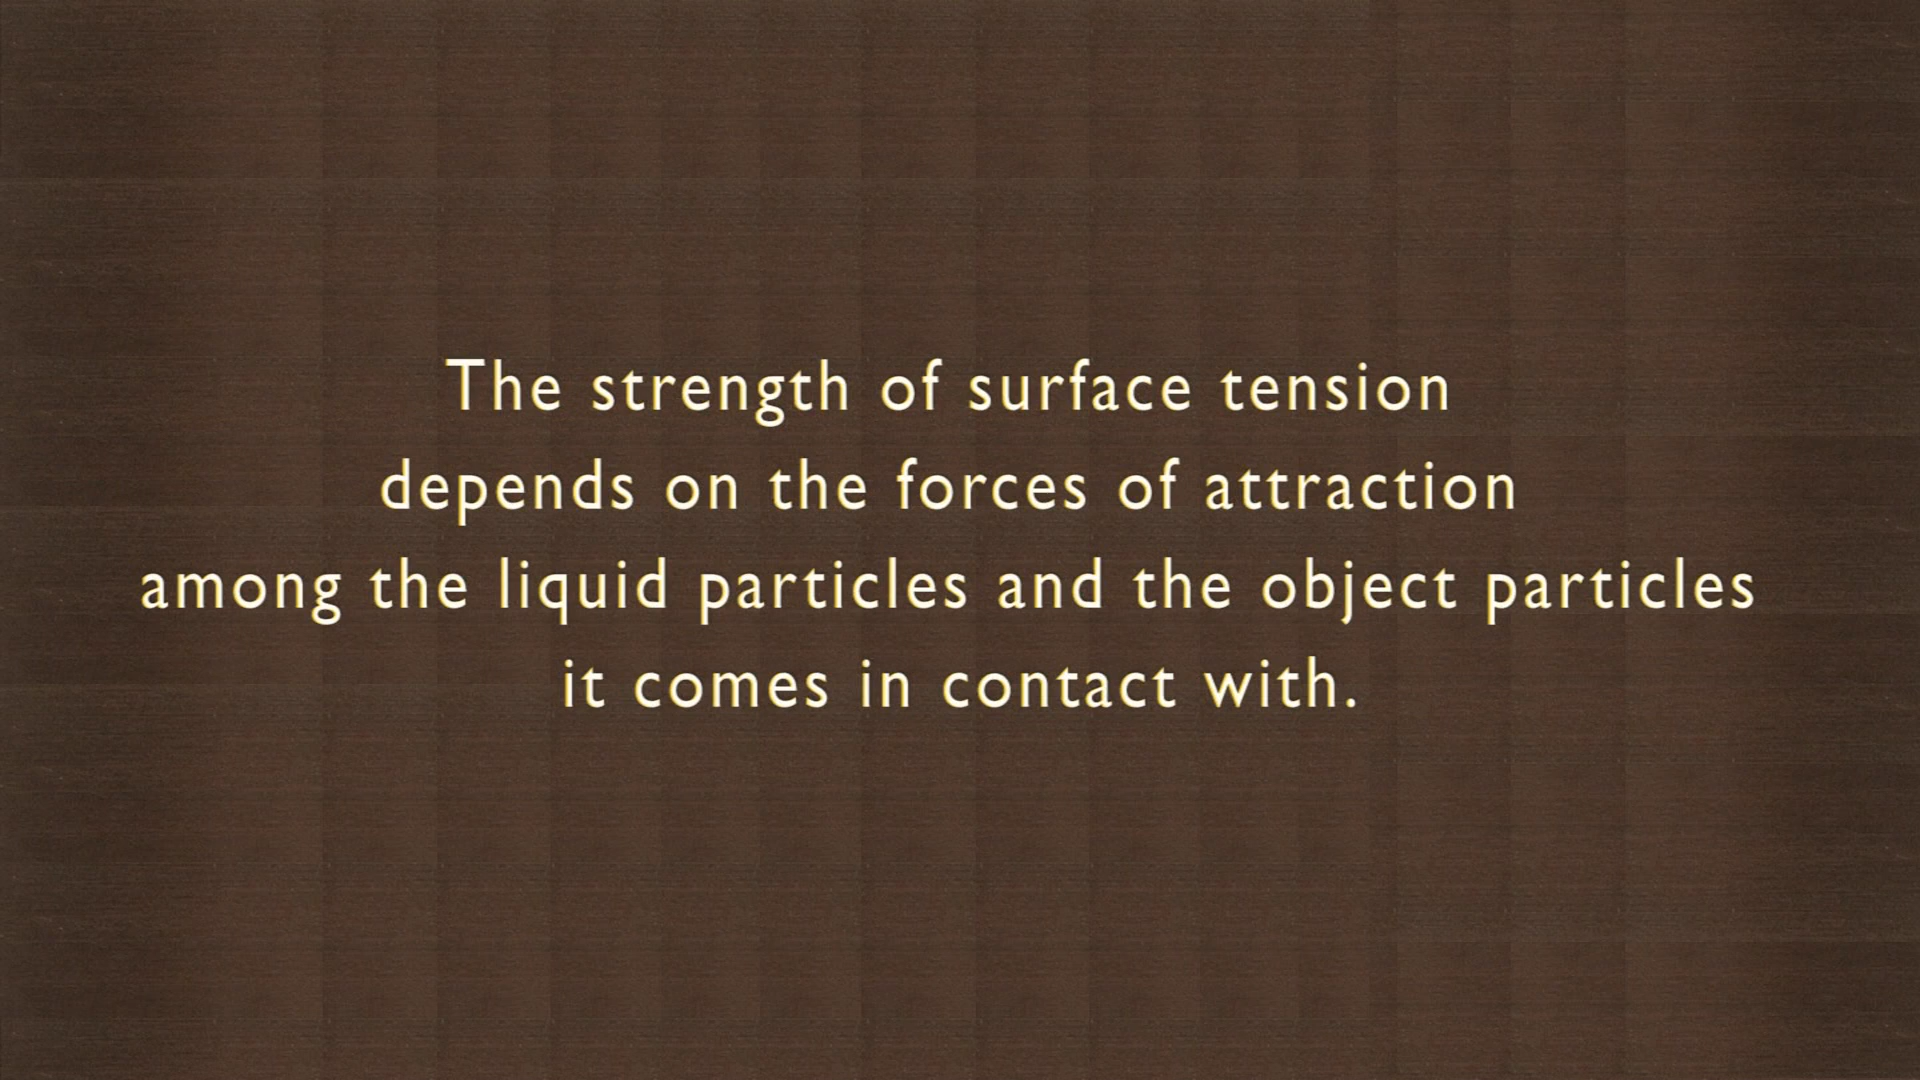 The strength of surface tension
depends on the forces of attraction
among the liquid particles and the object particles
it comes in contact with.